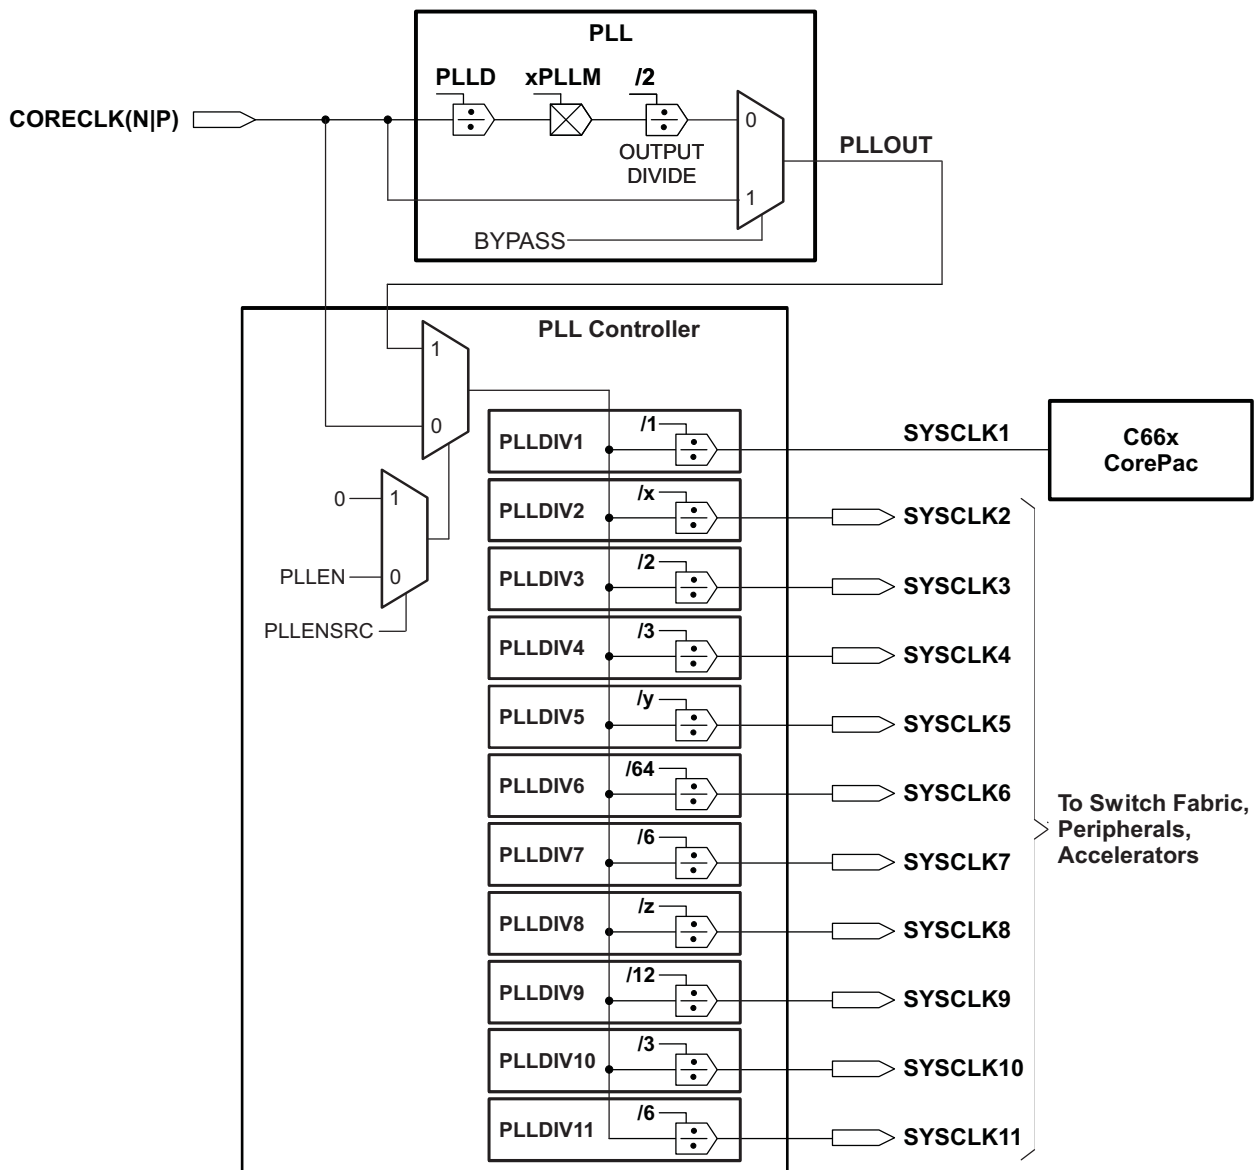 PLL
PLLD xPLLM /2
CORECLK(N|P)
0
OUTPUT
DIVIDE
PLLOUT
1
BYPASS
PLL Controller
1
0
/1
PLLDIV1
SYSCLK1
C66x
CorePac
0
1
PLLEN
0
PLLENSRC
/x
PLLDIV2
SYSCLK2
/2
PLLDIV3
SYSCLK3
/3
PLLDIV4
SYSCLK4
/y
PLLDIV5
SYSCLK5
/64
PLLDIV6
SYSCLK6
To Switch Fabric,
Peripherals,
Accelerators
/6
PLLDIV7
SYSCLK7
/z
PLLDIV8
SYSCLK8
/12
PLLDIV9
SYSCLK9
/3
PLLDIV10
SYSCLK10
/6
PLLDIV11
SYSCLK11